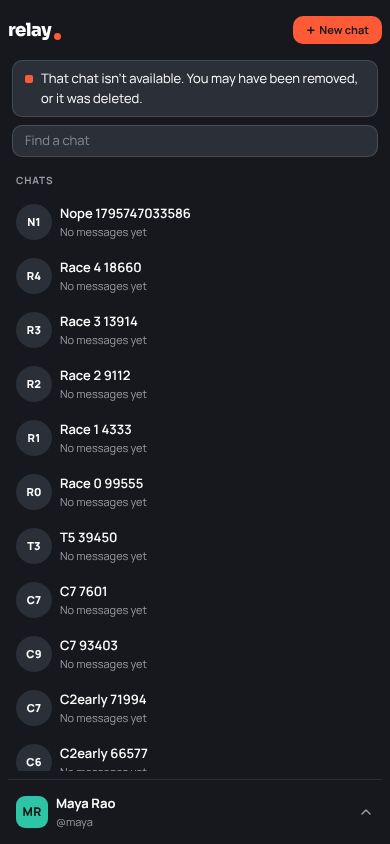 relay.
+ New chat
That chat isn't available. You may have been removed,
or it was deleted.
Find a chat
CHATS
N1
Nope 1795747033586
No messages yet
R4
Race 4 18660
No messages yet
R3
Race 3 13914
No messages yet
R2
Race 2 9112
No messages yet
R1
Race 1 4333
No messages yet
R0
Race 0 99555
No messages yet
T3
T5 39450
No messages yet
C7
C7 7601
No messages yet
C9
C7 93403
No messages yet
C7
C2early 71994
No messages yet
C6
C2early 66577
No messages yet
MR
Maya Rao
@maya